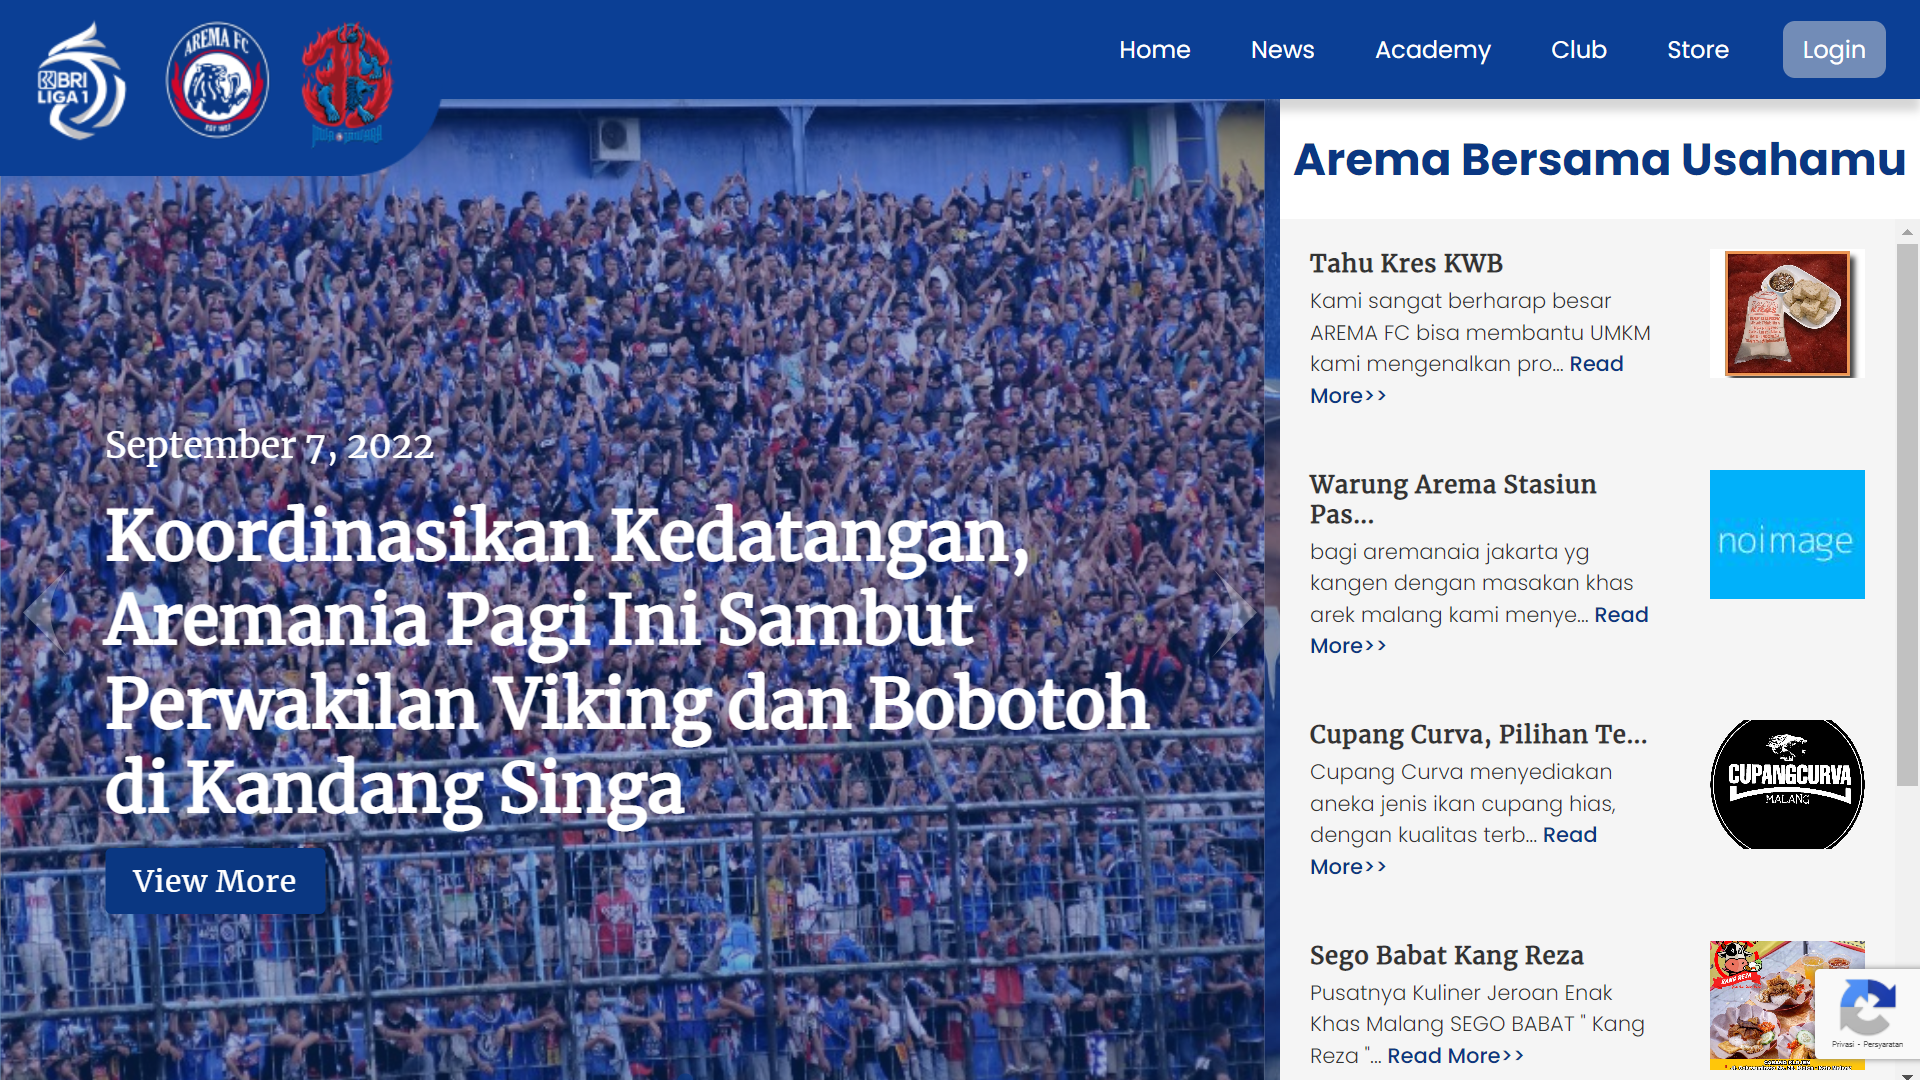 BRI
LIGA 1
AREMA FC
EST 1987
Home
News
Academy
Club
Store
Login
September 7, 2022
Koordinasikan Kedatangan,
Aremania Pagi Ini Sambut
Perwakilan Viking dan Bobotoh
di Kandang Singa
View More
Arema Bersama Usahamu
Tahu Kres KWB
Kami sangat berharap besar
AREMA FC bisa membantu UMKM
kami mengenalkan pro... Read
More>>
Warung Arema Stasiun
Pas...
bagi aremanaia jakarta yg
kangen dengan masakan khas
arek malang kami menye... Read
More>>
noimage
Cupang Curva, Pilihan Te...
Cupang Curva menyediakan
aneka jenis ikan cupang hias,
dengan kualitas terb... Read
More>>
CUPANGCURVA
MALANG
Sego Babat Kang Reza
Pusatnya Kuliner Jeroan Enak
Khas Malang SEGO BABAT " Kang
Reza "... Read More>>
KANG REZA
Privasi - Persyaratan